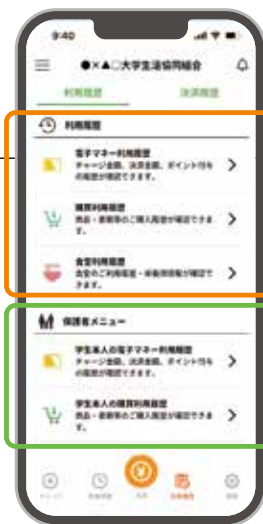 9:40
●×▲□大学生活協同組合
利用履歴 決済履歴
利用履歴
電子マネー利用履歴
チャージ金額、決済金額、ポイント付与
の履歴が確認できます。
購買利用履歴
商品・書籍等のご購入履歴が確認できま
す。
食堂利用履歴
食堂のご利用履歴・栄養価情報が確認で
きます。
保護者メニュー
学生本人の電子マネー利用履歴
チャージ金額、決済金額、ポイント付与
の履歴が確認できます。
学生本人の購買利用履歴
商品・書籍等のご購入履歴が確認できま
す。